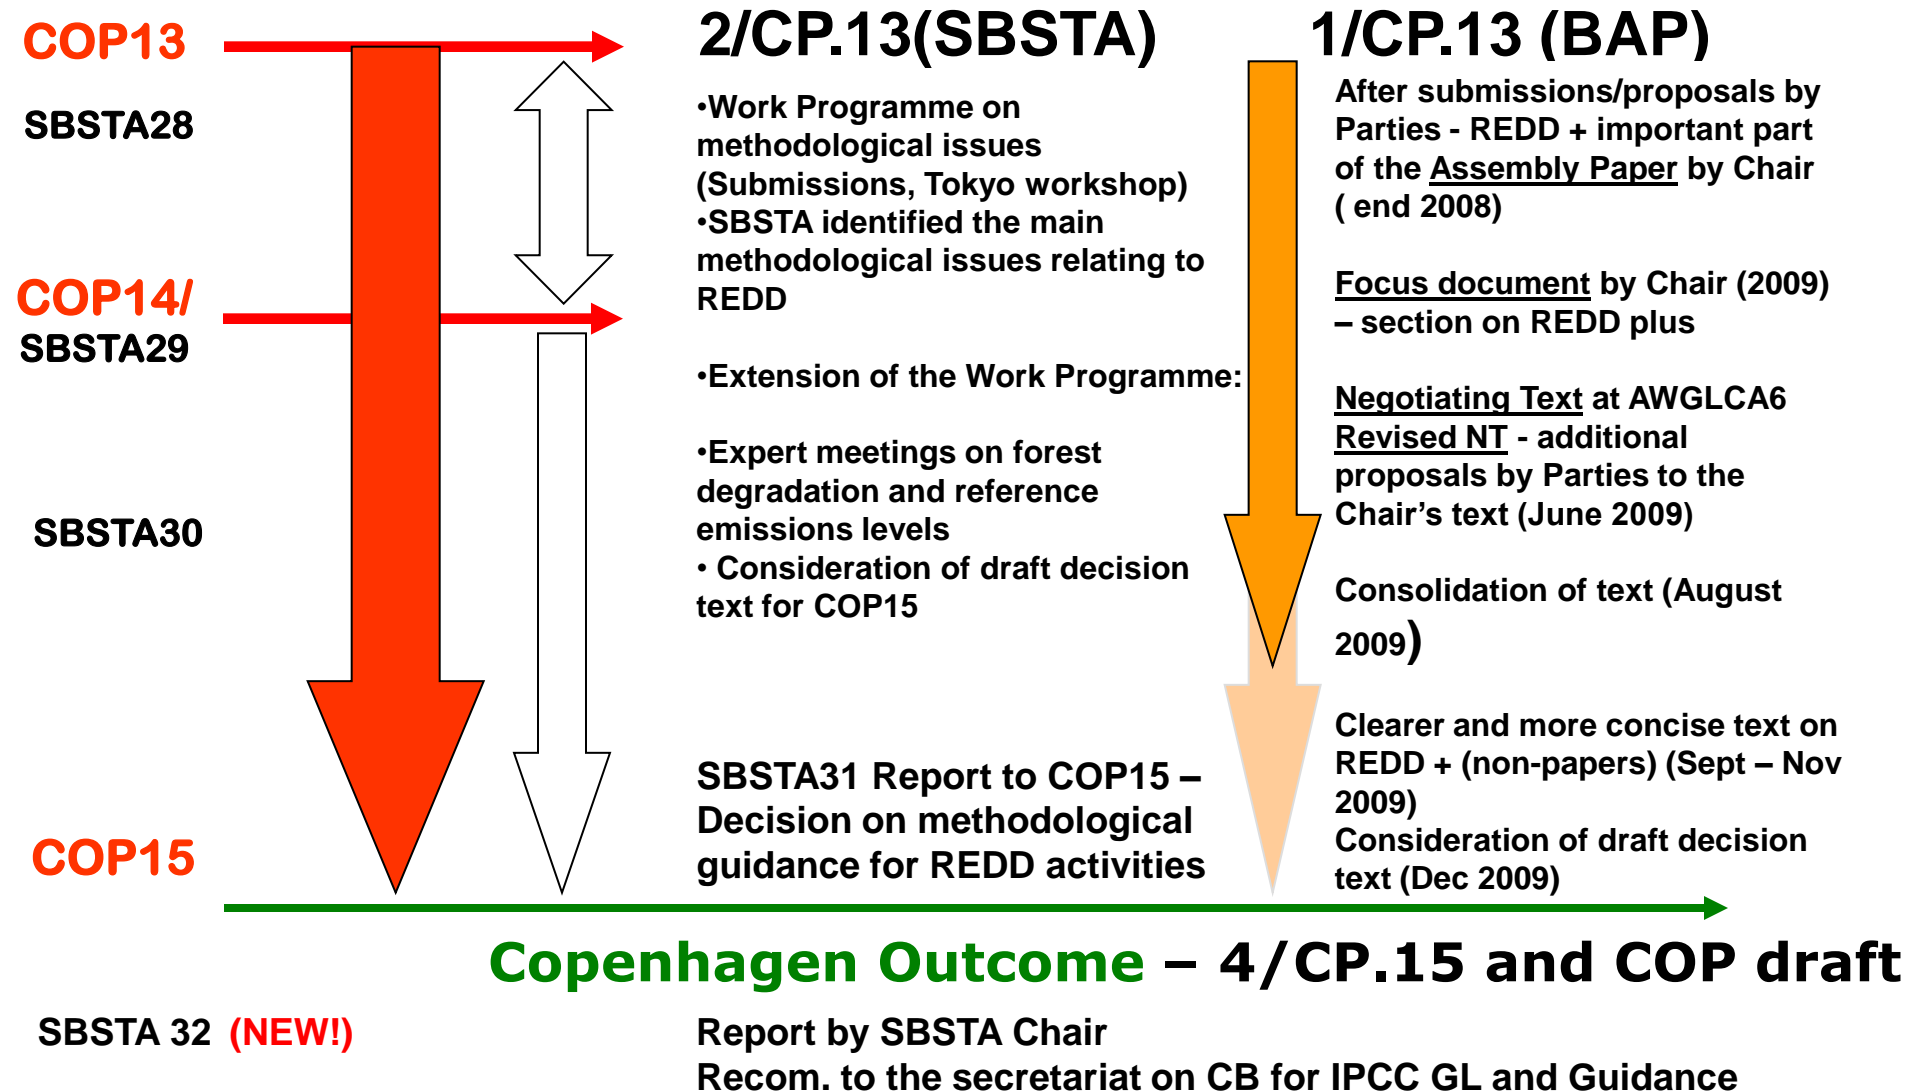 COP13
SBSTA28
COP14/
SBSTA29
SBSTA30
COP15
2/CP.13(SBSTA)
•Work Programme on
methodological issues
(Submissions, Tokyo workshop)
•SBSTA identified the main
methodological issues relating to
REDD
•Extension of the Work Programme:
•Expert meetings on forest
degradation and reference
emissions levels
• Consideration of draft decision
text for COP15
SBSTA31 Report to COP15 –
Decision on methodological
guidance for REDD activities
1/CP.13 (BAP)
After submissions/proposals by
Parties - REDD + important part
of the Assembly Paper by Chair
( end 2008)
Focus document by Chair (2009)
– section on REDD plus
Negotiating Text at AWGLCA6
Revised NT - additional
proposals by Parties to the
Chair’s text (June 2009)
Consolidation of text (August
2009)
Clearer and more concise text on
REDD + (non-papers) (Sept – Nov
2009)
Consideration of draft decision
text (Dec 2009)
Copenhagen Outcome – 4/CP.15 and COP draft
SBSTA 32 (NEW!)
Report by SBSTA Chair
Recom. to the secretariat on CB for IPCC GL and Guidance